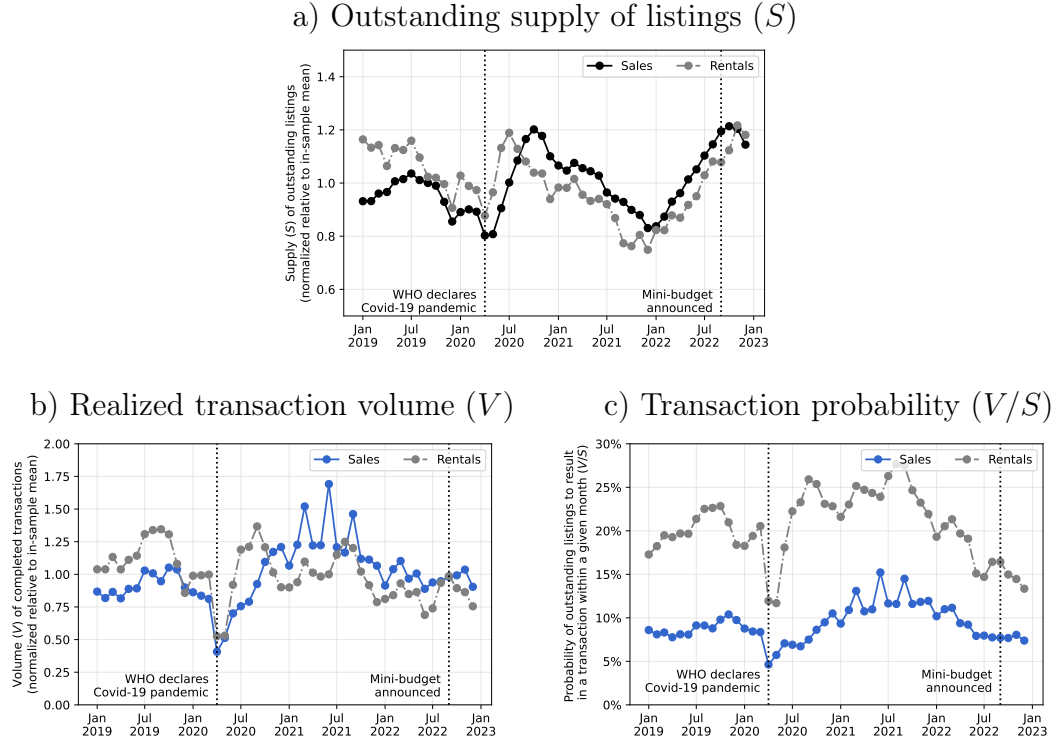 a) Outstanding supply of listings (S)
Supply (S) of outstanding listings
(normalized relative to in-sample mean)
1.4
1.2
1.0
0.8
0.6
Sales
Rentals
WHO declares
Covid-19 pandemic
Mini-budget
announced
Jan
2019
Jul
2019
Jan
2020
Jul
2020
Jan
2021
Jul
2021
Jan
2022
Jul
2022
Jan
2023
b) Realized transaction volume (V)
Volume (V) of completed transactions
(normalized relative to in-sample mean)
2.00
1.75
1.50
1.25
1.00
0.75
0.50
0.25
0.00
Sales
Rentals
WHO declares
Covid-19 pandemic
Mini-budget
announced
Jan
2019
Jul
2019
Jan
2020
Jul
2020
Jan
2021
Jul
2021
Jan
2022
Jul
2022
Jan
2023
c) Transaction probability (V/S)
Probability of outstanding listings to result
in a transaction within a given month (V/S)
30%
25%
20%
15%
10%
5%
0%
Sales
Rentals
WHO declares
Covid-19 pandemic
Mini-budget
announced
Jan
2019
Jul
2019
Jan
2020
Jul
2020
Jan
2021
Jul
2021
Jan
2022
Jul
2022
Jan
2023